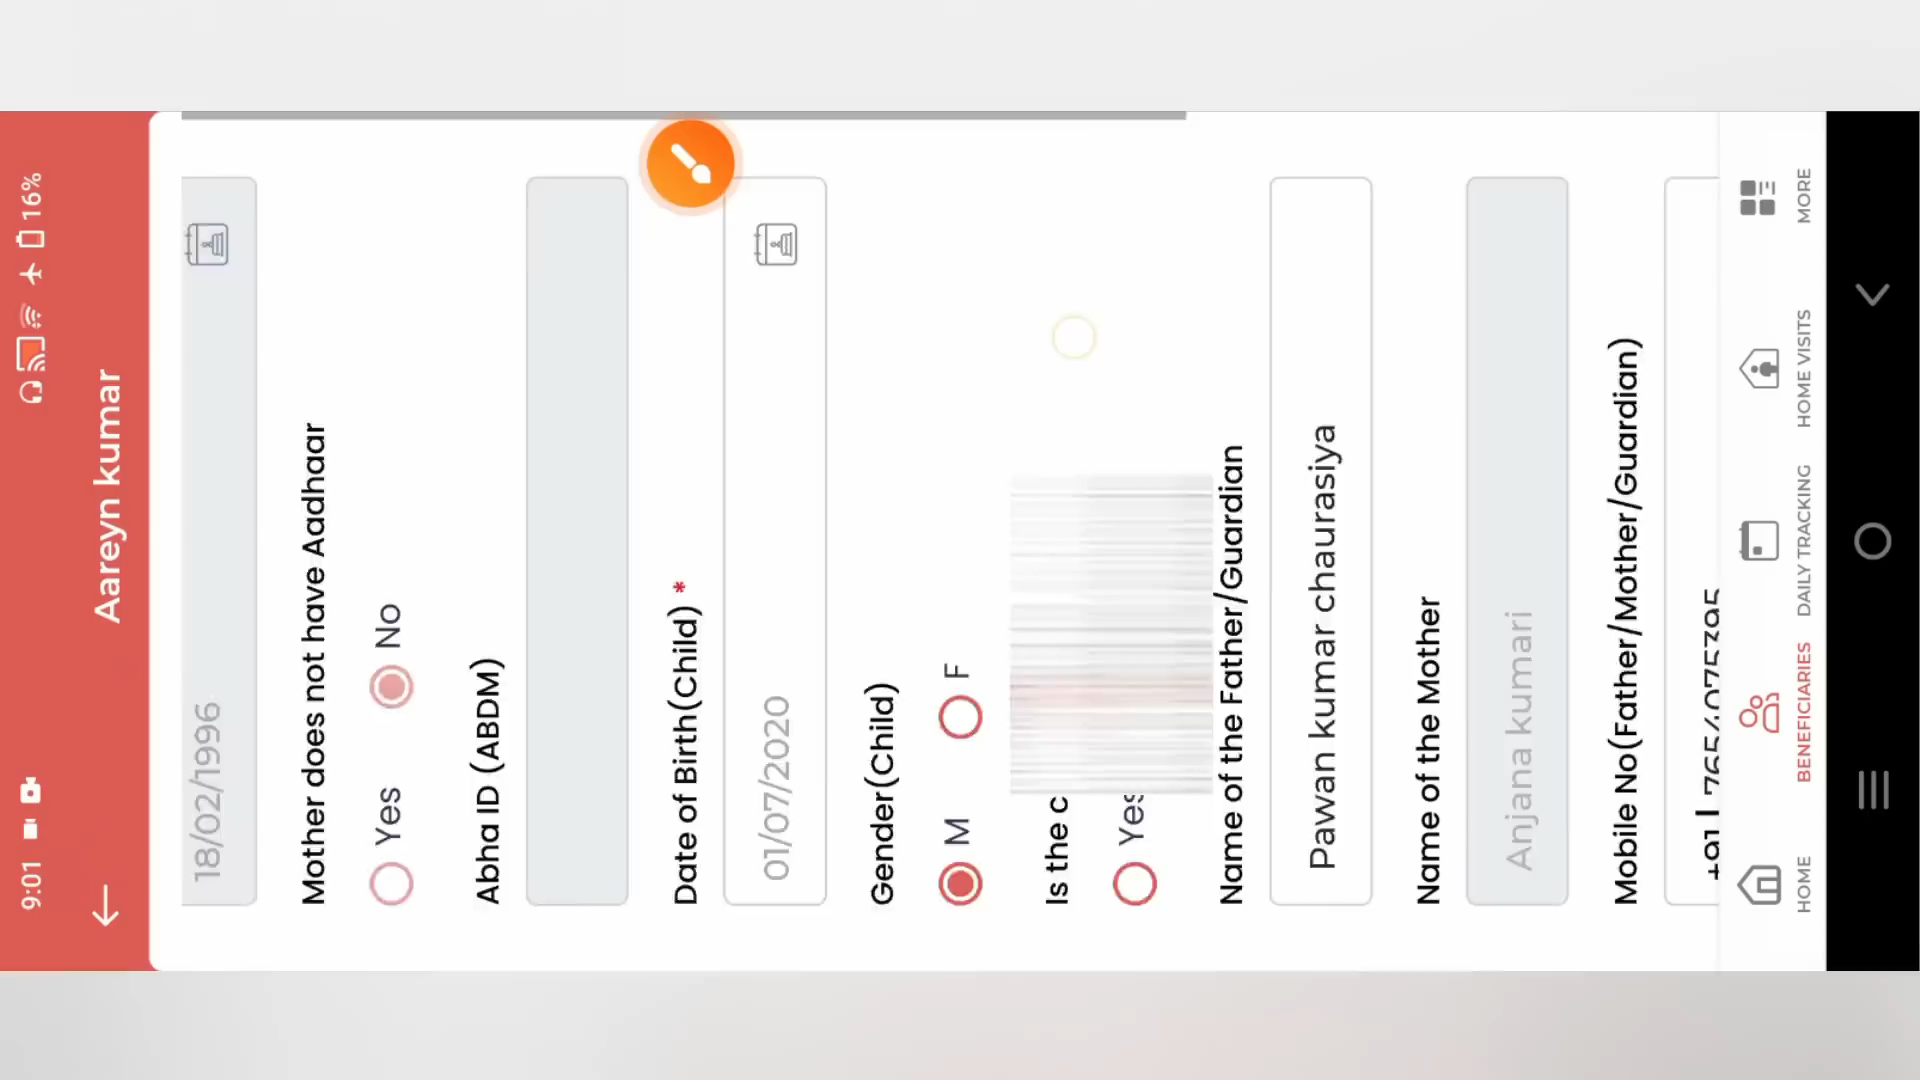 9:01
16%
Aareyn kumar
18/02/1996
Mother does not have Aadhaar
Yes No
Abha ID (ABDM)
Date of Birth(Child) *
01/07/2020
Gender(Child)
M F
Is the c
Yes
Name of the Father/Guardian
Pawan kumar chaurasiya
Name of the Mother
Anjana kumari
Mobile No(Father/Mother/Guardian)
+91
HOME BENEFICIARIES DAILY TRACKING HOME VISITS MORE